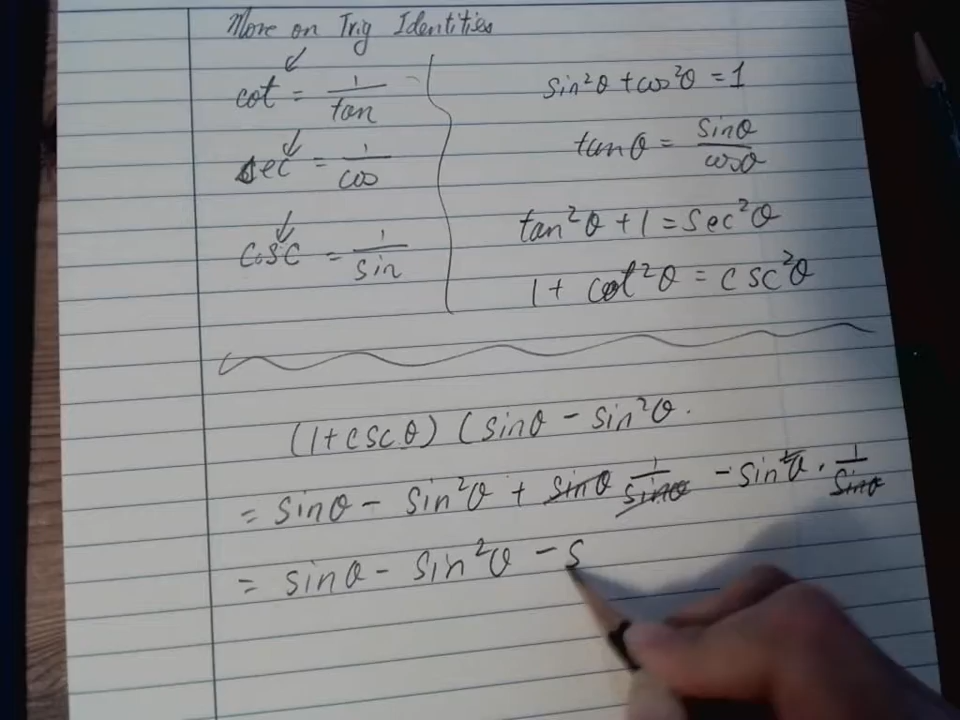 More on Trig Identities
cot = 1/tan
sec = 1/cos
csc = 1/sin
sin²θ + cos²θ = 1
tanθ = sinθ/cosθ
tan²θ + 1 = sec²θ
1 + cot²θ = csc²θ
(1+cscθ) (sinθ - sin²θ.
= sinθ - sin²θ + sinθ 1/sinθ - sin²θ · 1/sinθ
= sinθ - sin²θ - s